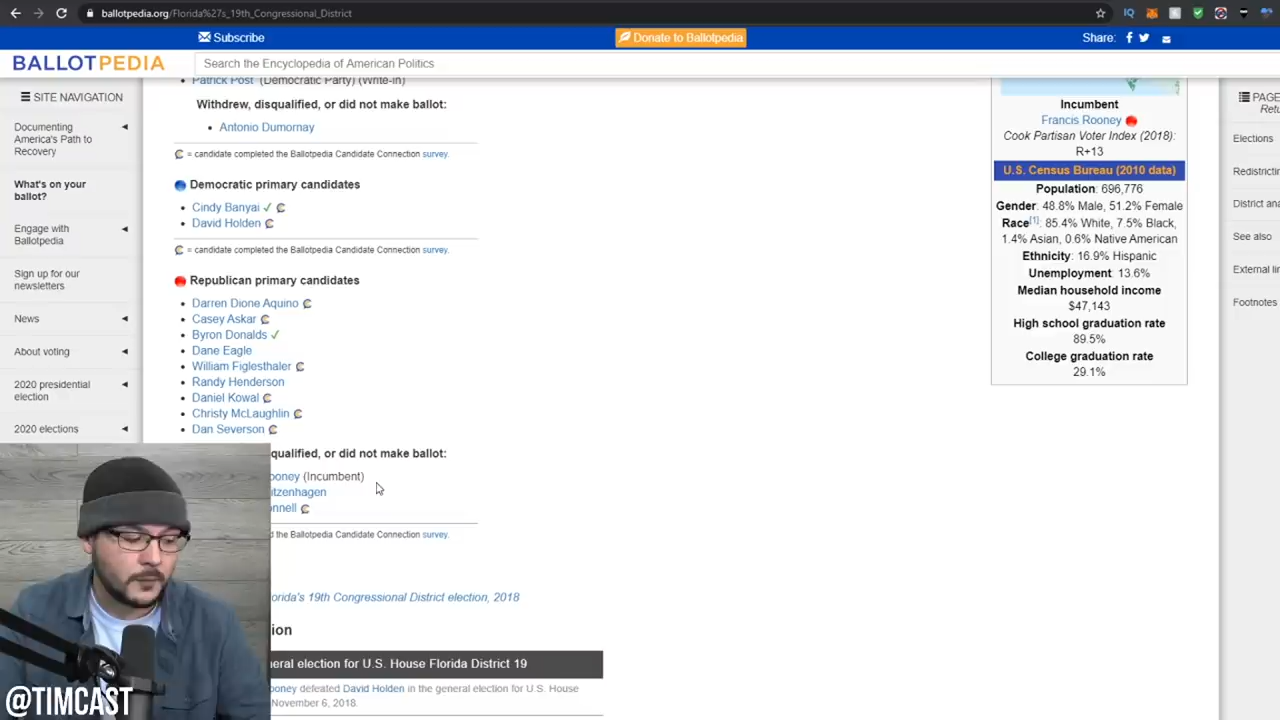 ballotpedia.org/Florida%27s_19th_Congressional_District
Subscribe
Donate to Ballotpedia
Share:
BALLOTPEDIA
Search the Encyclopedia of American Politics
SITE NAVIGATION
Documenting
America's Path to
Recovery
What's on your
ballot?
Engage with
Ballotpedia
Sign up for our
newsletters
News
About voting
2020 presidential
election
2020 elections
Patrick Post (Democratic Party) (Write-in)
Withdrew, disqualified, or did not make ballot:
Antonio Dumornay
= candidate completed the Ballotpedia Candidate Connection survey.
Democratic primary candidates
Cindy Banyai ✓
David Holden
= candidate completed the Ballotpedia Candidate Connection survey.
Republican primary candidates
Darren Dione Aquino
Casey Askar
Byron Donalds ✓
Dane Eagle
William Figlesthaler
Randy Henderson
Daniel Kowal
Christy McLaughlin
Dan Severson
qualified, or did not make ballot:
ooney (Incumbent)
itzenhagen
nnell
d the Ballotpedia Candidate Connection survey.
orida's 19th Congressional District election, 2018
ion
neral election for U.S. House Florida District 19
ooney defeated David Holden in the general election for U.S. House
November 6, 2018.
Incumbent
Francis Rooney
Cook Partisan Voter Index (2018):
R+13
U.S. Census Bureau (2010 data)
Population: 696,776
Gender: 48.8% Male, 51.2% Female
Race[1]: 85.4% White, 7.5% Black,
1.4% Asian, 0.6% Native American
Ethnicity: 16.9% Hispanic
Unemployment: 13.6%
Median household income
$47,143
High school graduation rate
89.5%
College graduation rate
29.1%
PAGE
Retu
Elections
Redistrictin
District ana
See also
External lin
Footnotes
@TIMCAST